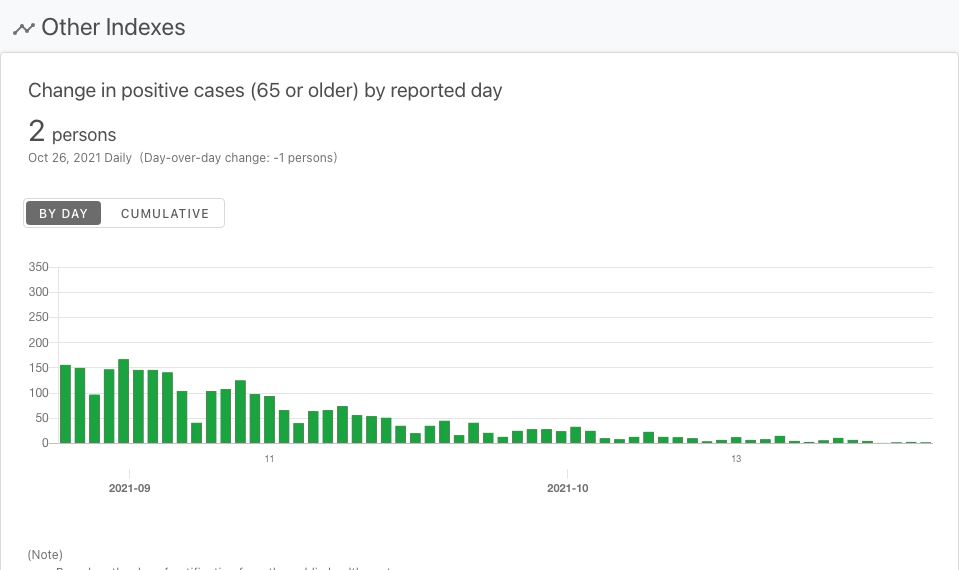 Other Indexes
Change in positive cases (65 or older) by reported day
2 persons
Oct 26, 2021 Daily (Day-over-day change: -1 persons)
BY DAY CUMULATIVE
350
300
250
200
150
100
50
0
11 13
2021-09 2021-10
(Note)